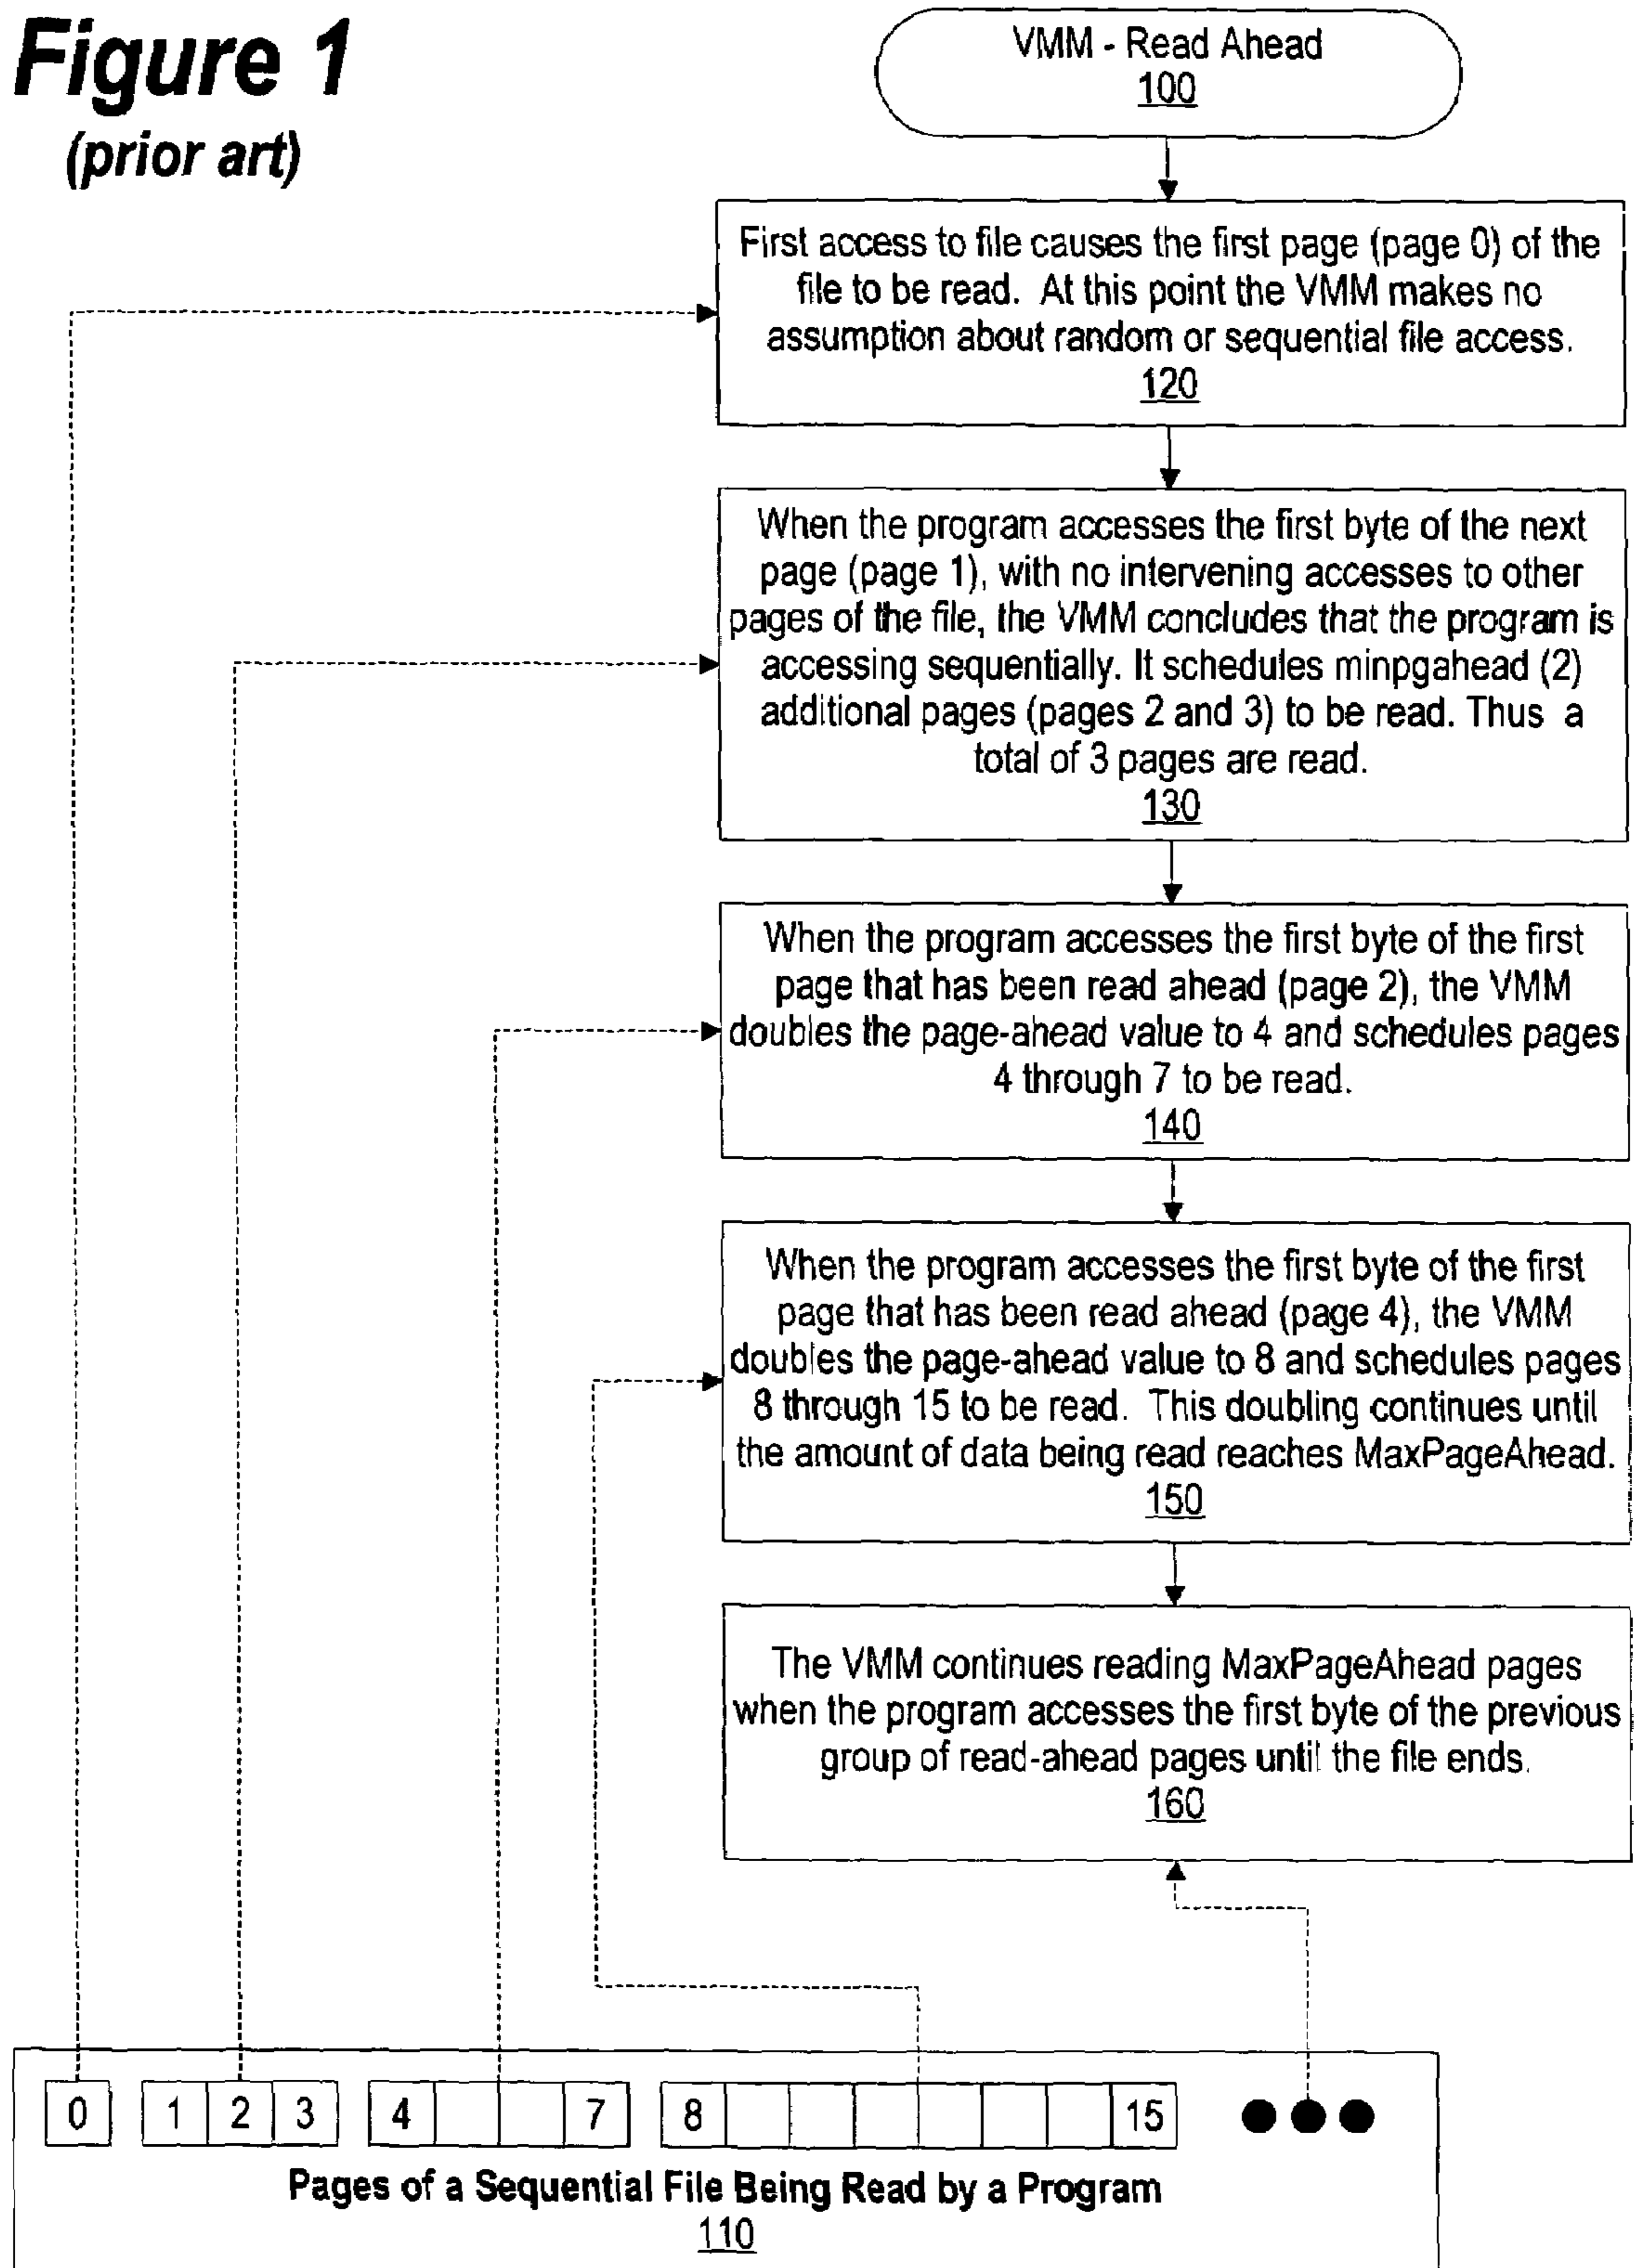 Figure 1
(prior art)
VMM - Read Ahead
100
First access to file causes the first page (page 0) of the
file to be read. At this point the VMM makes no
assumption about random or sequential file access.
120
When the program accesses the first byte of the next
page (page 1), with no intervening accesses to other
pages of the file, the VMM concludes that the program is
accessing sequentially. It schedules minpgahead (2)
additional pages (pages 2 and 3) to be read. Thus a
total of 3 pages are read.
130
When the program accesses the first byte of the first
page that has been read ahead (page 2), the VMM
doubles the page-ahead value to 4 and schedules pages
4 through 7 to be read.
140
When the program accesses the first byte of the first
page that has been read ahead (page 4), the VMM
doubles the page-ahead value to 8 and schedules pages
8 through 15 to be read. This doubling continues until
the amount of data being read reaches MaxPageAhead.
150
The VMM continues reading MaxPageAhead pages
when the program accesses the first byte of the previous
group of read-ahead pages until the file ends.
160
0 1 2 3 4 7 8 15
Pages of a Sequential File Being Read by a Program
110